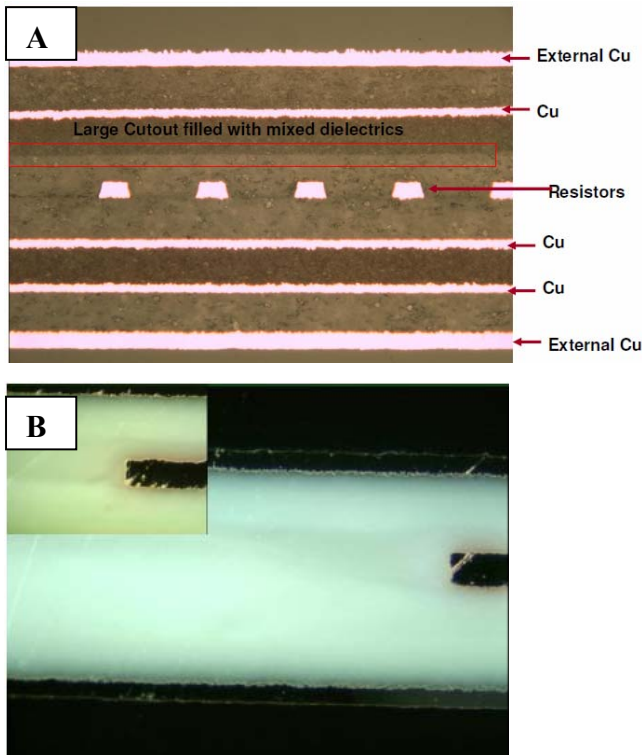 A
External Cu
Cu
Large Cutout filled with mixed dielectrics
Resistors
Cu
Cu
External Cu
B